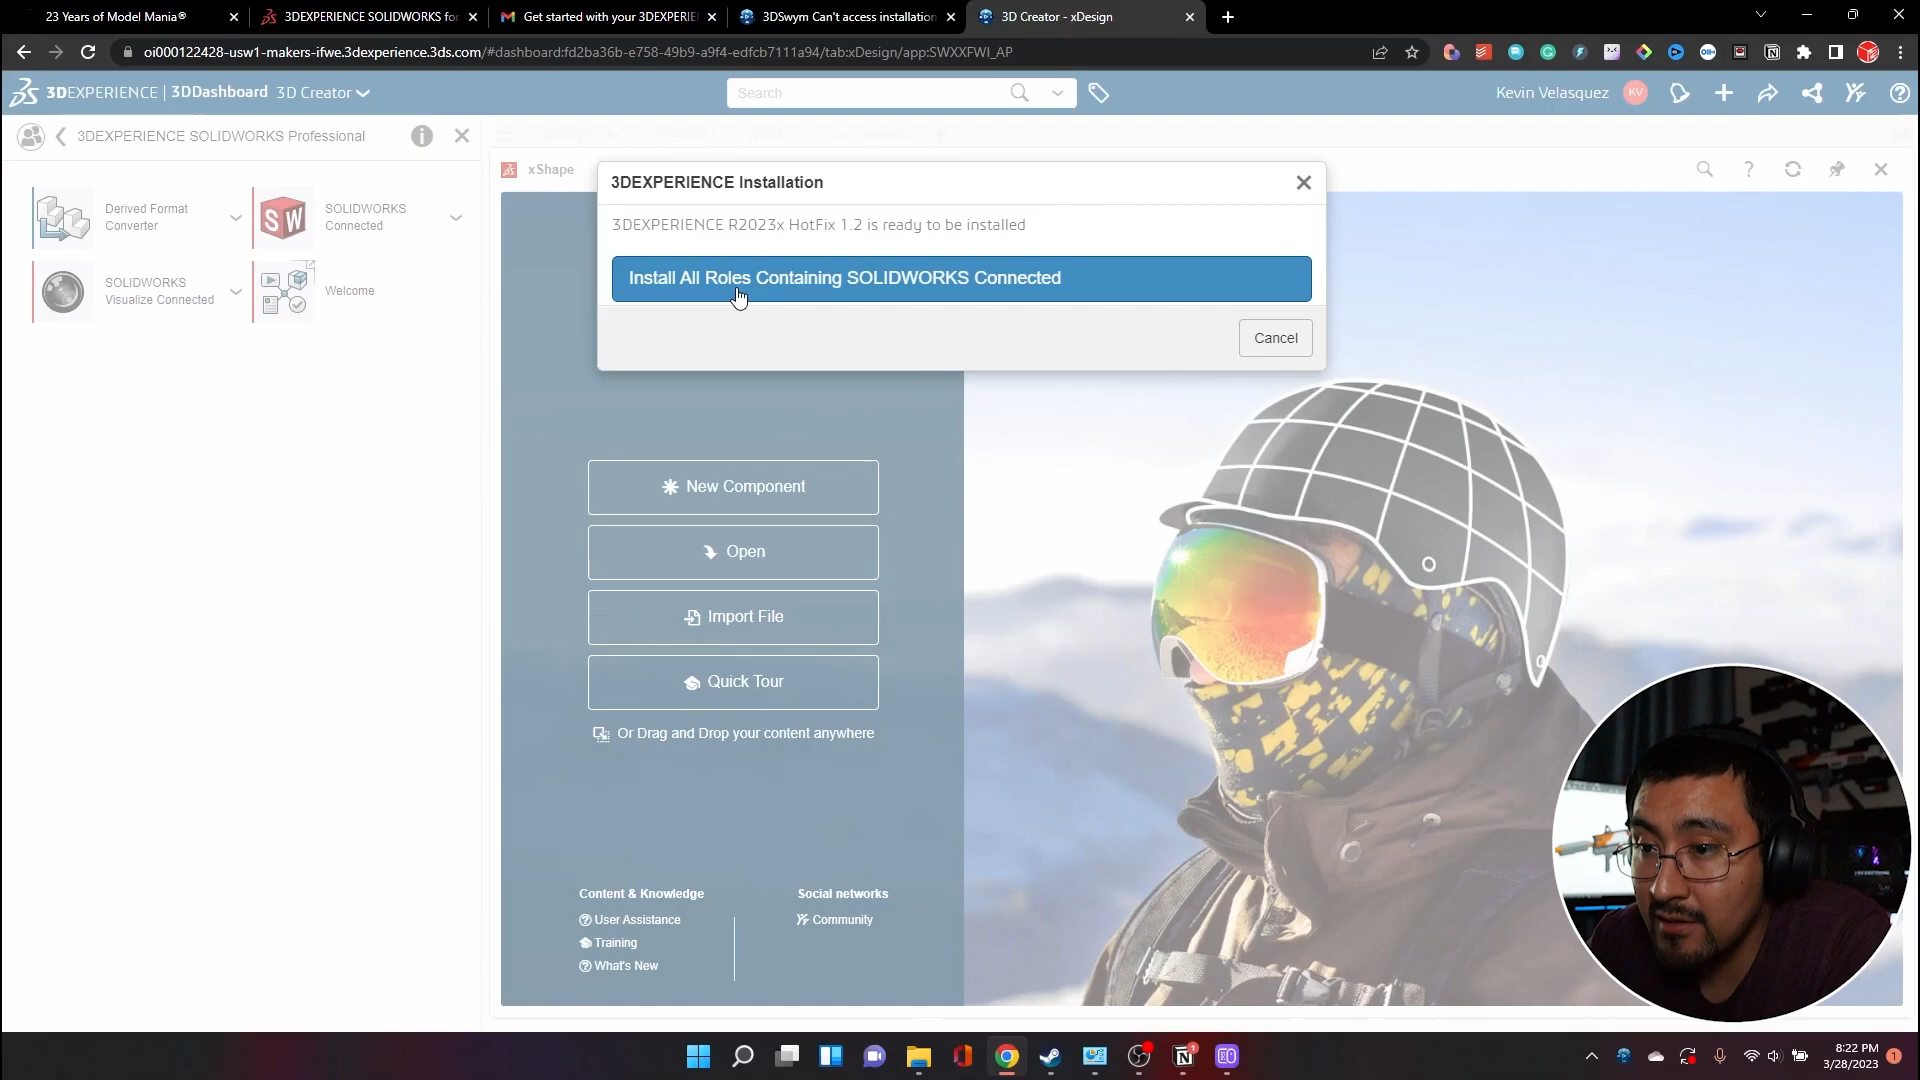 23 Years of Model Mania®
3DEXPERIENCE SOLIDWORKS for
Get started with your 3DEXPERIE
3DSwym Can't access installation
3D Creator - xDesign
oi000122428-usw1-makers-ifwe.3dexperience.3ds.com/#dashboard:fd2ba36b-e758-49b9-a9f4-edfcb7111a94/tab:xDesign/app:SWXXFWI_AP
3DEXPERIENCE | 3DDashboard 3D Creator
Search
Kevin Velasquez
KV
3DEXPERIENCE SOLIDWORKS Professional
Derived Format
Converter
SOLIDWORKS
Connected
SOLIDWORKS
Visualize Connected
Welcome
xShape
3DEXPERIENCE Installation
3DEXPERIENCE R2023x HotFix 1.2 is ready to be installed
Install All Roles Containing SOLIDWORKS Connected
Cancel
New Component
Open
Import File
Quick Tour
Or Drag and Drop your content anywhere
Content & Knowledge
User Assistance
Training
What's New
Social networks
Community
8:22 PM
3/28/2023
1